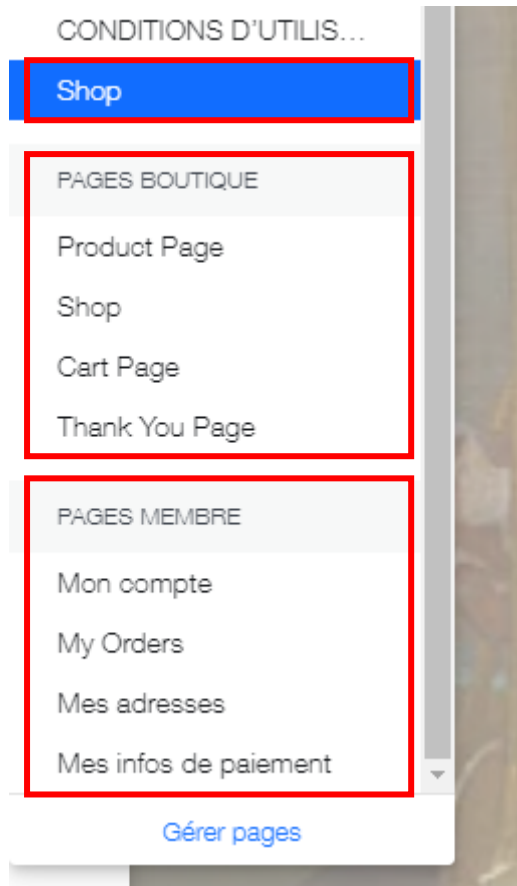 CONDITIONS D'UTILIS...
Shop
PAGES BOUTIQUE
Product Page
Shop
Cart Page
Thank You Page
PAGES MEMBRE
Mon compte
My Orders
Mes adresses
Mes infos de paiement
Gérer pages